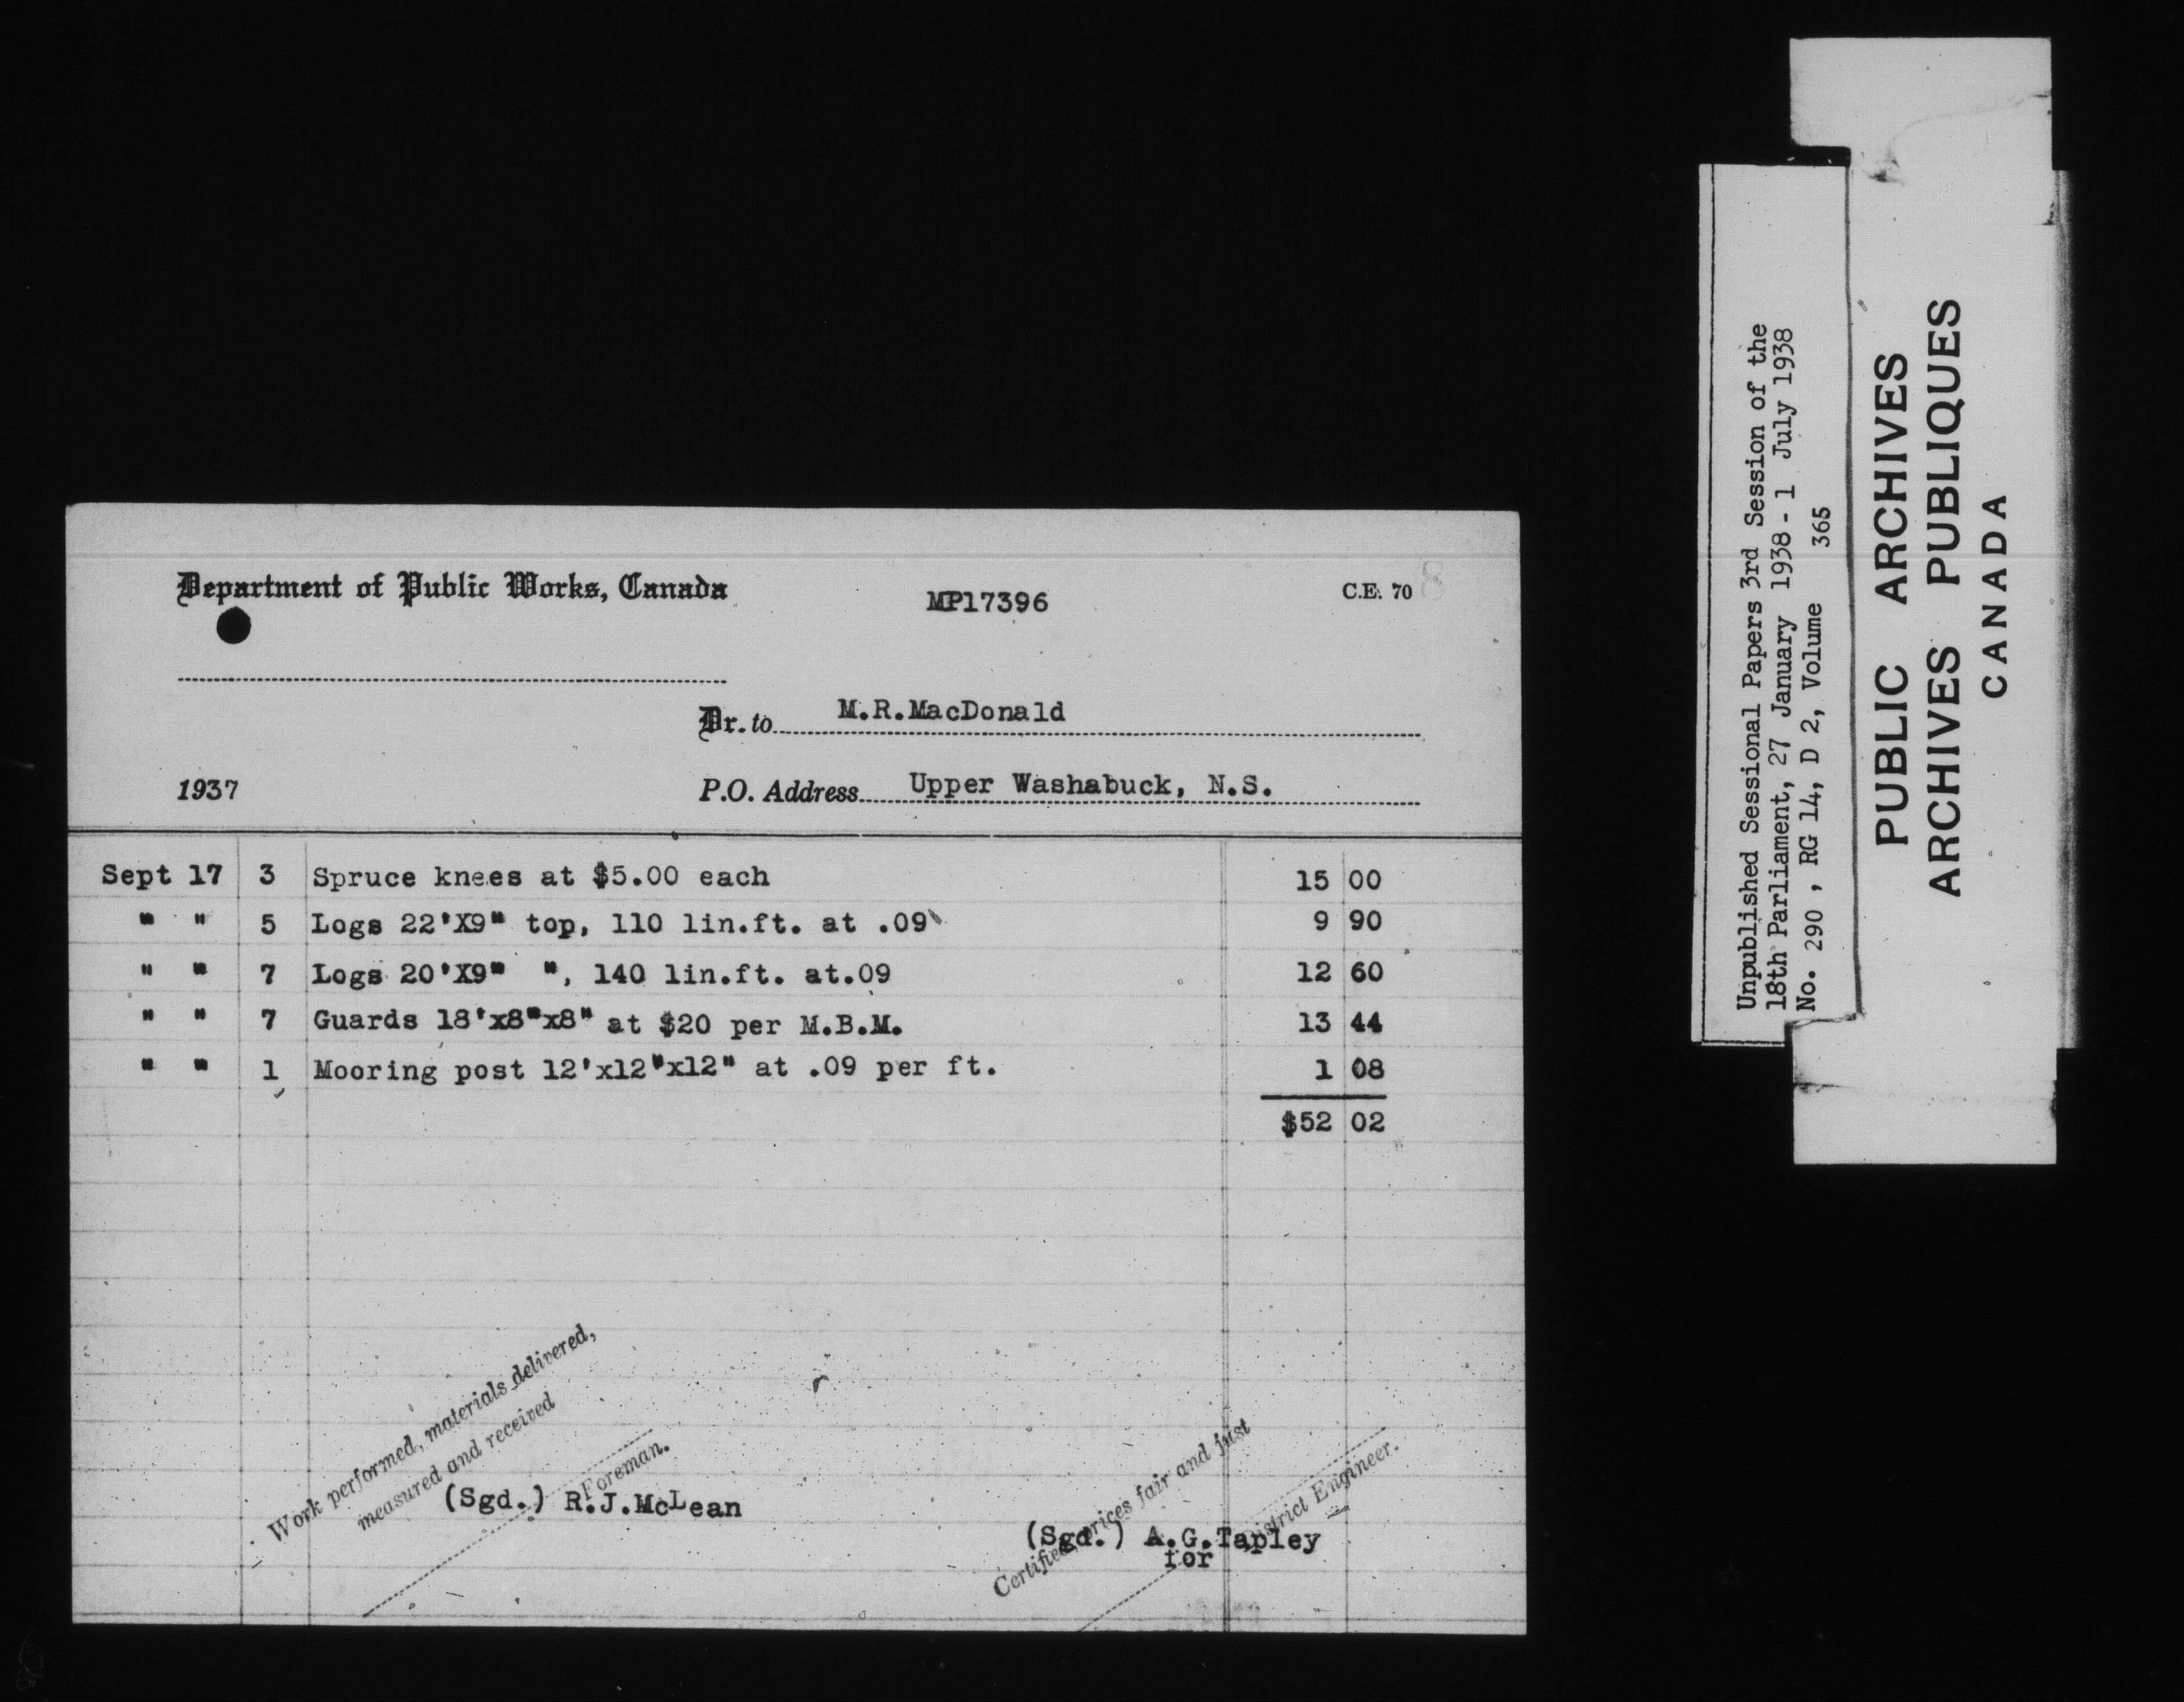 Department of Public Works, Canada
MP17396
C.E. 70
8
Dr. to M.R.MacDonald
1937
P.O. Address Upper Washabuck, N.S.
Sept 17 3 Spruce knees at $5.00 each 15 00
" " 5 Logs 22'X9" top, 110 lin.ft. at .09 9 90
" " 7 Logs 20'X9" ", 140 lin.ft. at.09 12 60
" " 7 Guards 18'x8"x8" at $20 per M.B.M. 13 44
" " 1 Mooring post 12'x12"x12" at .09 per ft. 1 08
$52 02
Work performed, materials delivered,
measured and received
Foreman.
(Sgd.) R.J.McLean
Certified prices fair and just
District Engineer.
(Sgd.) A.G.Tapley
for
Unpublished Sessional Papers 3rd Session of the
18th Parliament, 27 January 1938 - 1 July 1938
No. 290 , RG 14, D 2, Volume 365
PUBLIC ARCHIVES
ARCHIVES PUBLIQUES
CANADA